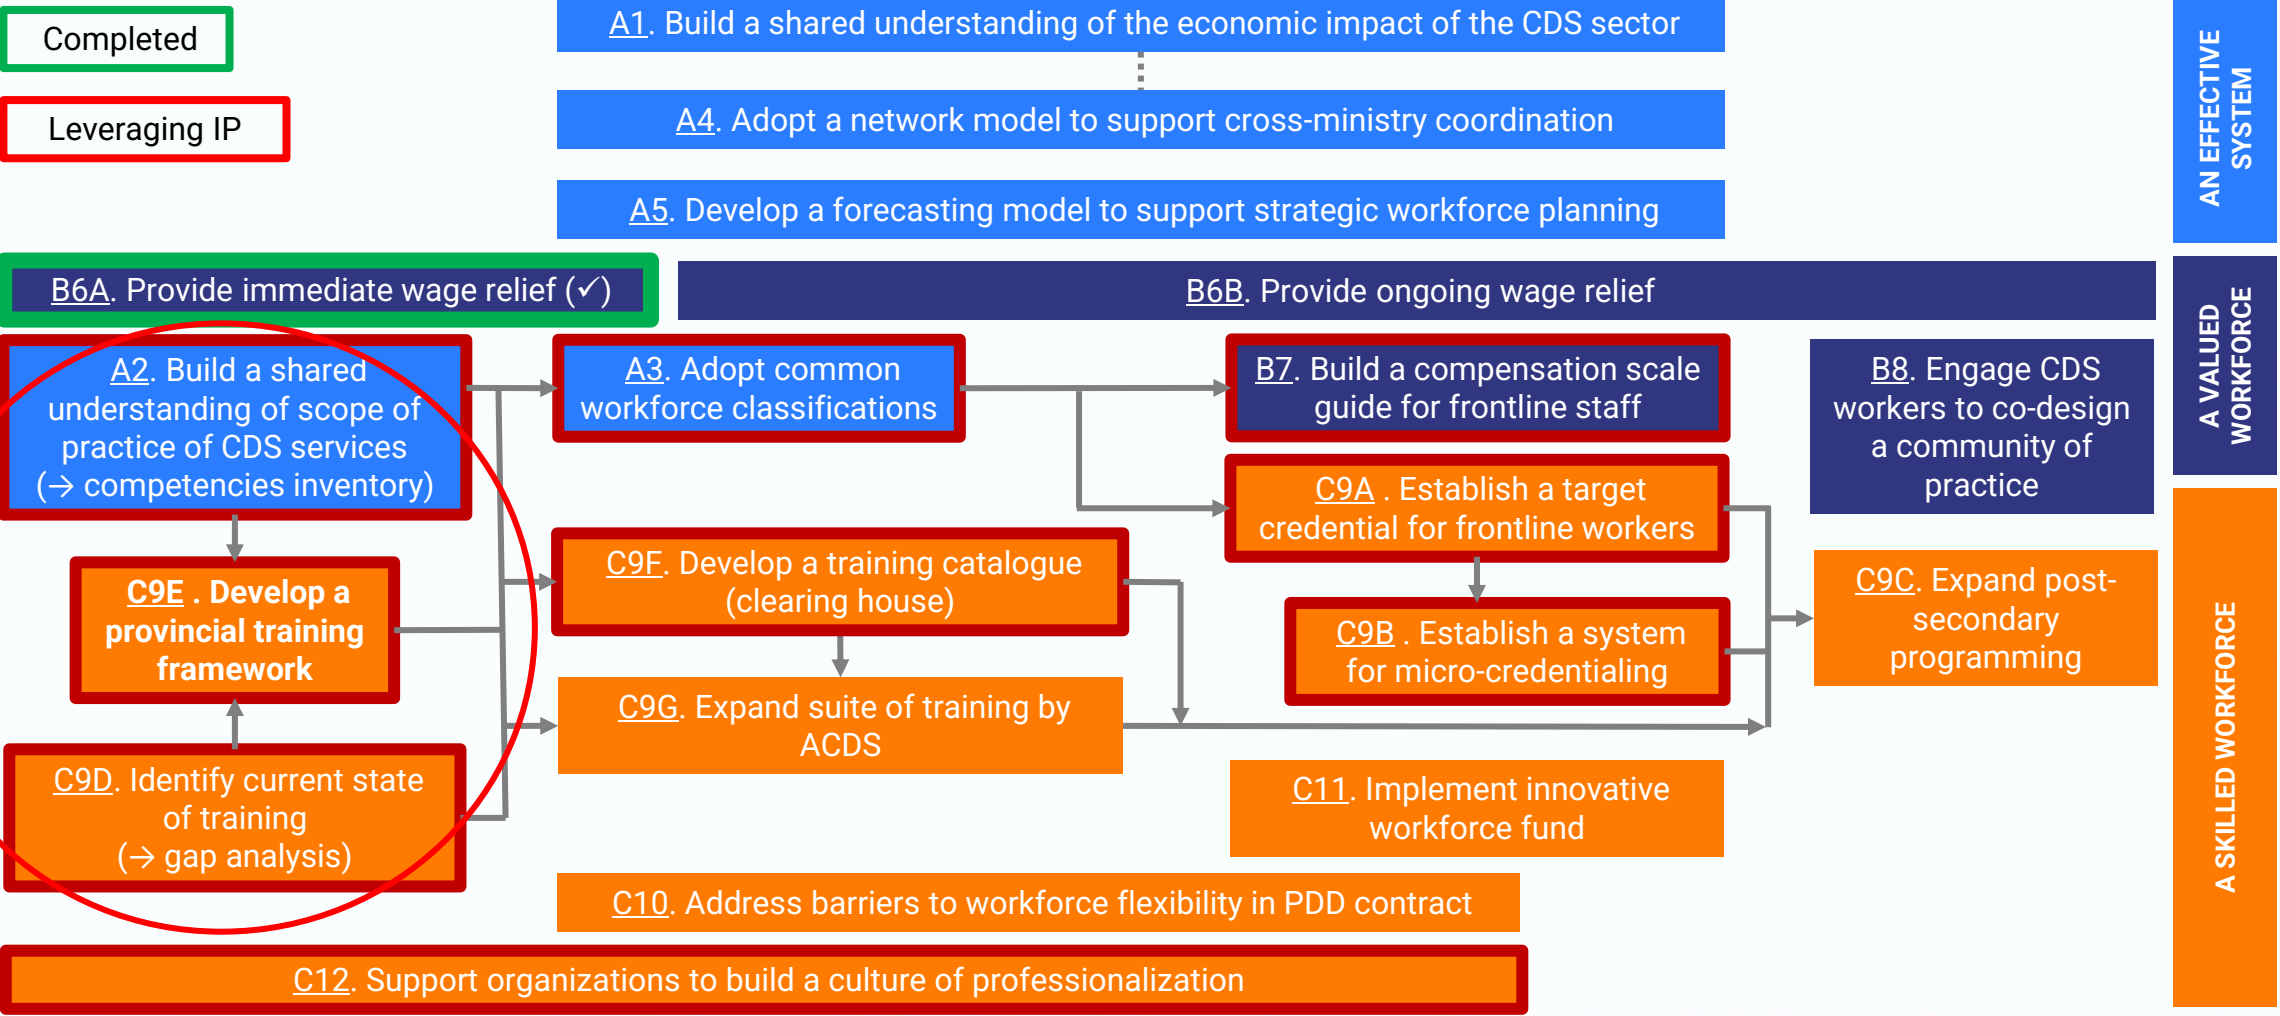 Completed
Leveraging IP
A1. Build a shared understanding of the economic impact of the CDS sector
A4. Adopt a network model to support cross-ministry coordination
A5. Develop a forecasting model to support strategic workforce planning
AN EFFECTIVE
SYSTEM
B6A. Provide immediate wage relief (✓)
B6B. Provide ongoing wage relief
A2. Build a shared
understanding of scope of
practice of CDS services
(→ competencies inventory)
A3. Adopt common
workforce classifications
B7. Build a compensation scale
guide for frontline staff
B8. Engage CDS
workers to co-design
a community of
practice
A VALUED
WORKFORCE
C9E . Develop a
provincial training
framework
C9F. Develop a training catalogue
(clearing house)
C9A . Establish a target
credential for frontline workers
C9B . Establish a system
for micro-credentialing
C9C. Expand post-
secondary
programming
C9D. Identify current state
of training
(→ gap analysis)
C9G. Expand suite of training by
ACDS
C11. Implement innovative
workforce fund
C10. Address barriers to workforce flexibility in PDD contract
C12. Support organizations to build a culture of professionalization
A SKILLED WORKFORCE